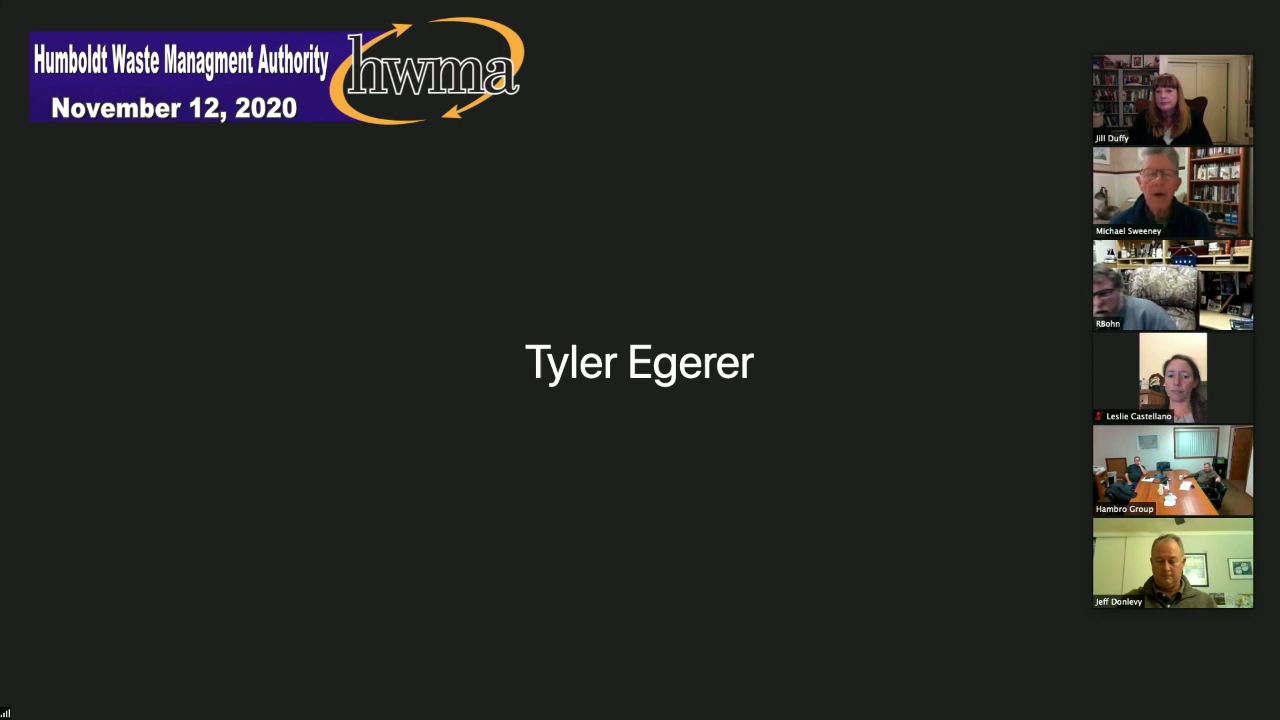 Humboldt Waste Managment Authority
November 12, 2020
hwma
Tyler Egerer
Jill Duffy
Michael Sweeney
RBohn
Leslie Castellano
Hambro Group
Jeff Donlevy